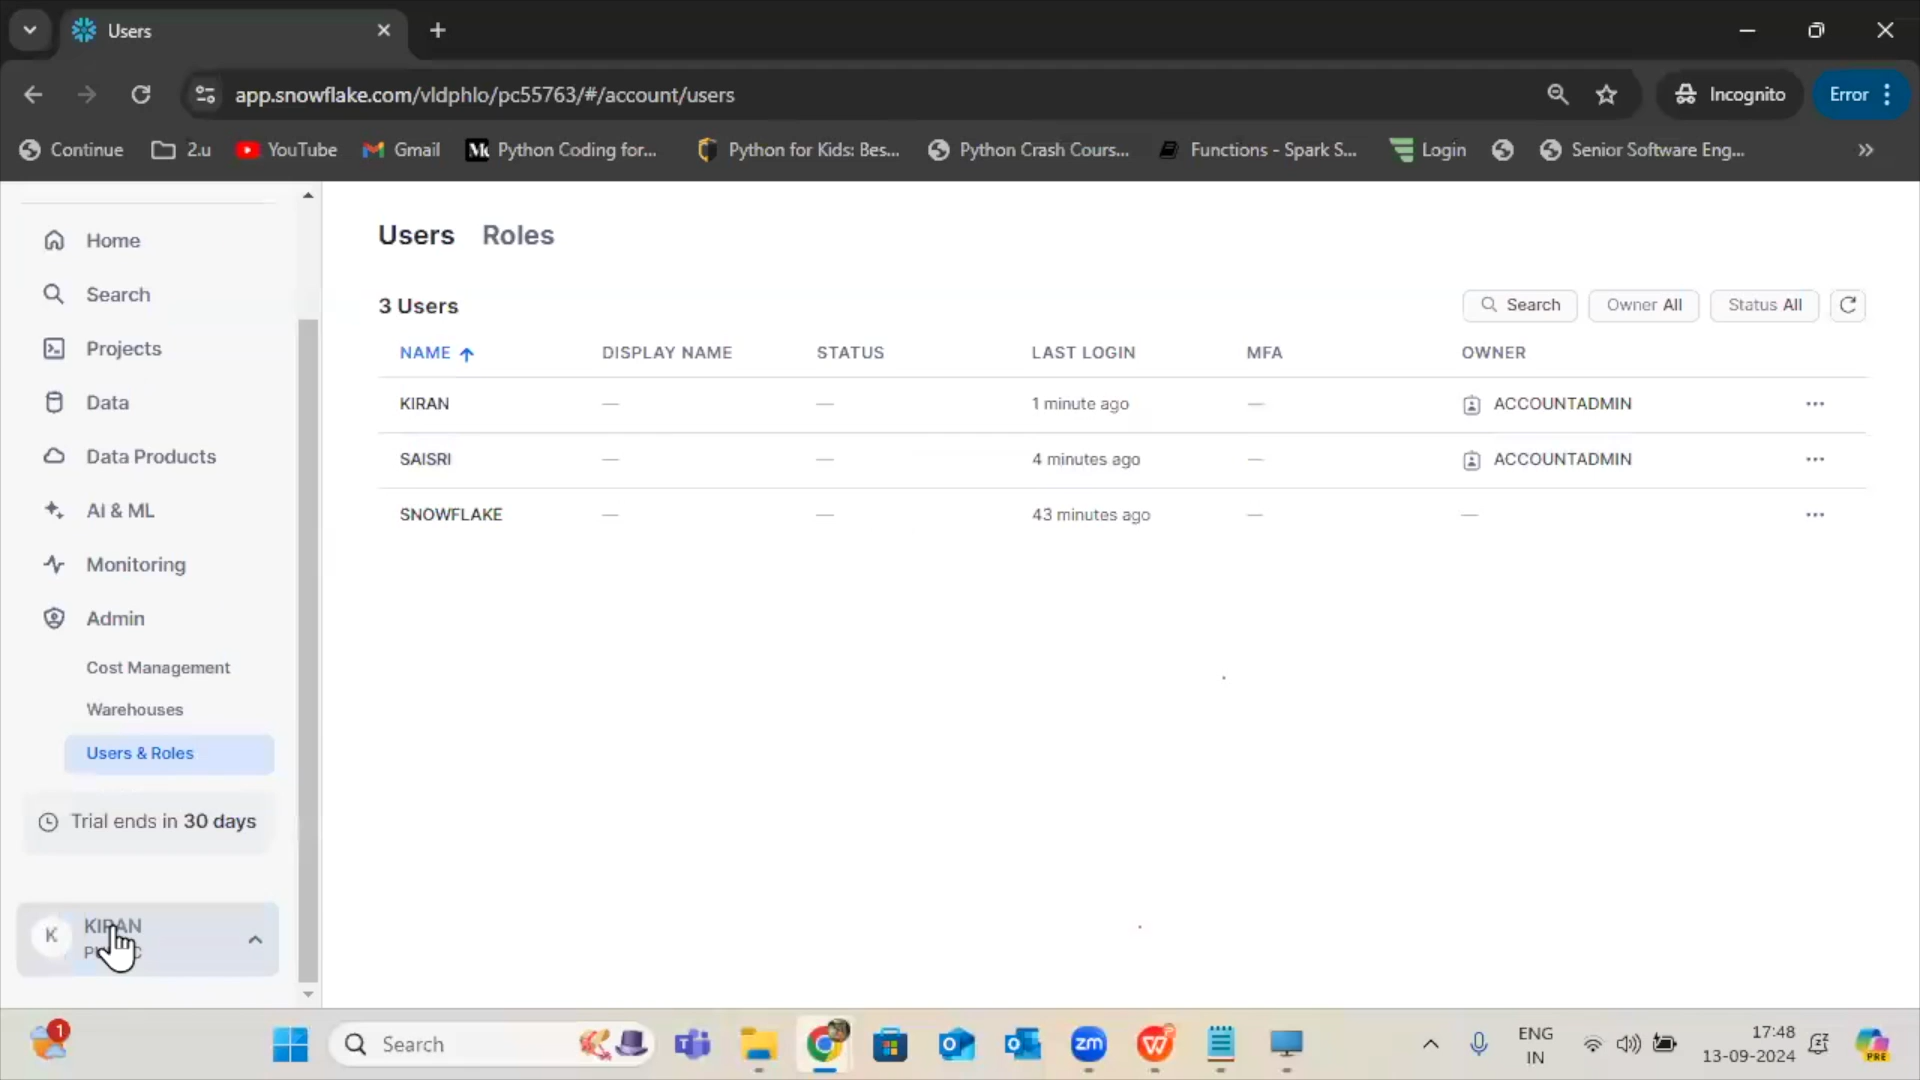 Users
app.snowflake.com/vldphlo/pc55763/#/account/users
Incognito
Error
Continue
2.u
YouTube
Gmail
Python Coding for...
Python for Kids: Bes...
Python Crash Cours...
Functions - Spark S...
Login
Senior Software Eng...
Home
Search
Projects
Data
Data Products
AI & ML
Monitoring
Admin
Cost Management
Warehouses
Users & Roles
Trial ends in 30 days
K
KIRAN
Users Roles
3 Users
Search
Owner All
Status All
NAME DISPLAY NAME STATUS LAST LOGIN MFA OWNER
KIRAN — — 1 minute ago — ACCOUNTADMIN
SAISRI — — 4 minutes ago — ACCOUNTADMIN
SNOWFLAKE — — 43 minutes ago — —
1
Search
zm
ENG
IN
17:48
13-09-2024
PRE